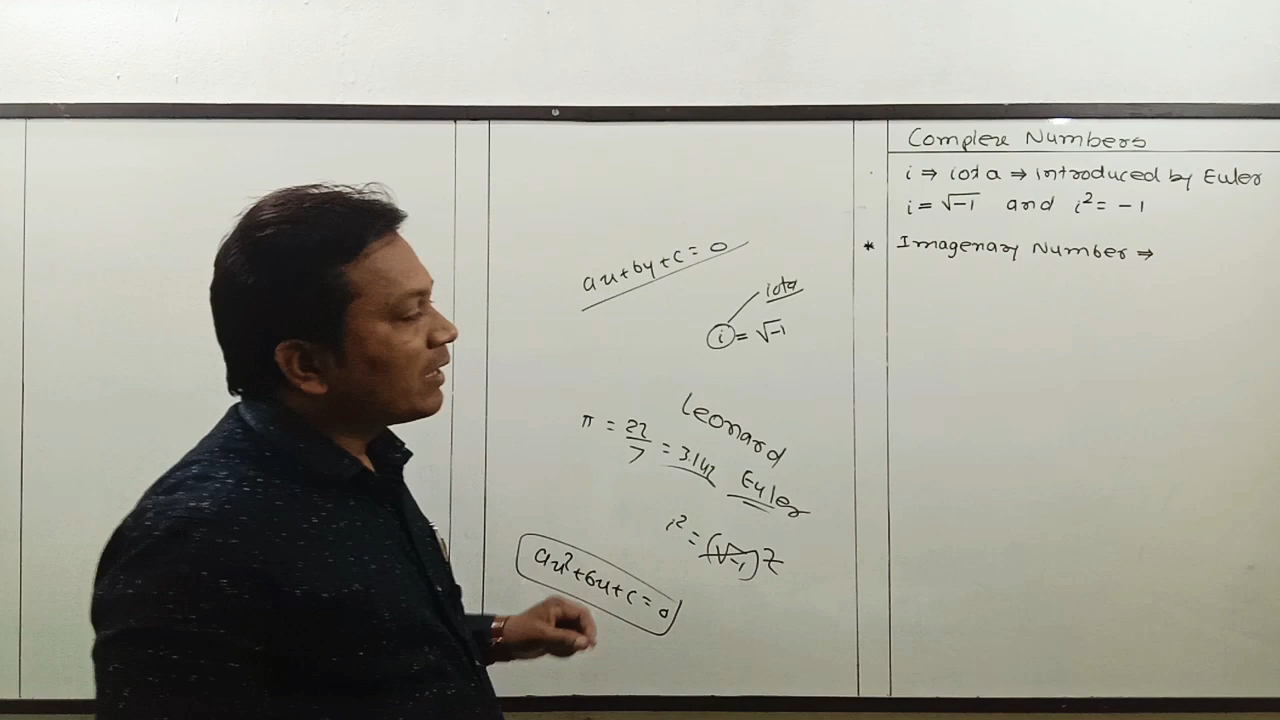 Complex Numbers
i ⇒ iota ⇒ introduced by Euler
i = √-1 and i² = -1
* Imagenary Number ⇒
ax+by+c=0
iota
i = √-1
Leonard
π = 22/7 = 3.142
Euler
i² = (√-1)2
ax²+bx+c=0